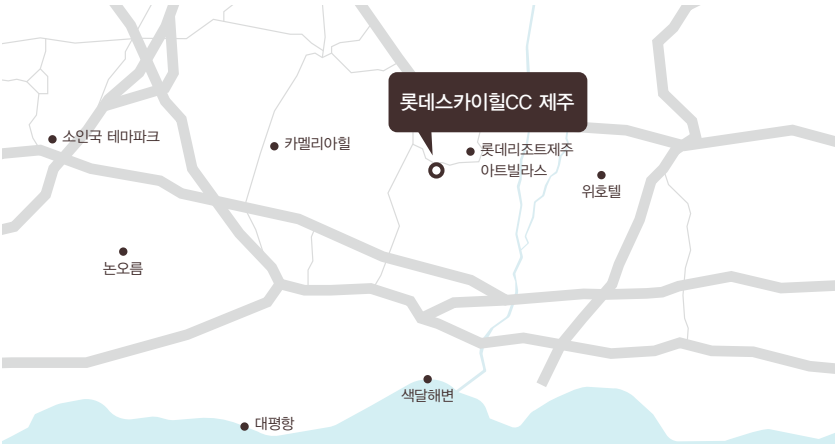 롯데스카이힐CC 제주
소인국 테마파크
카멜리아힐
롯데리조트제주
아트빌라스
위호텔
논오름
색달해변
대평항